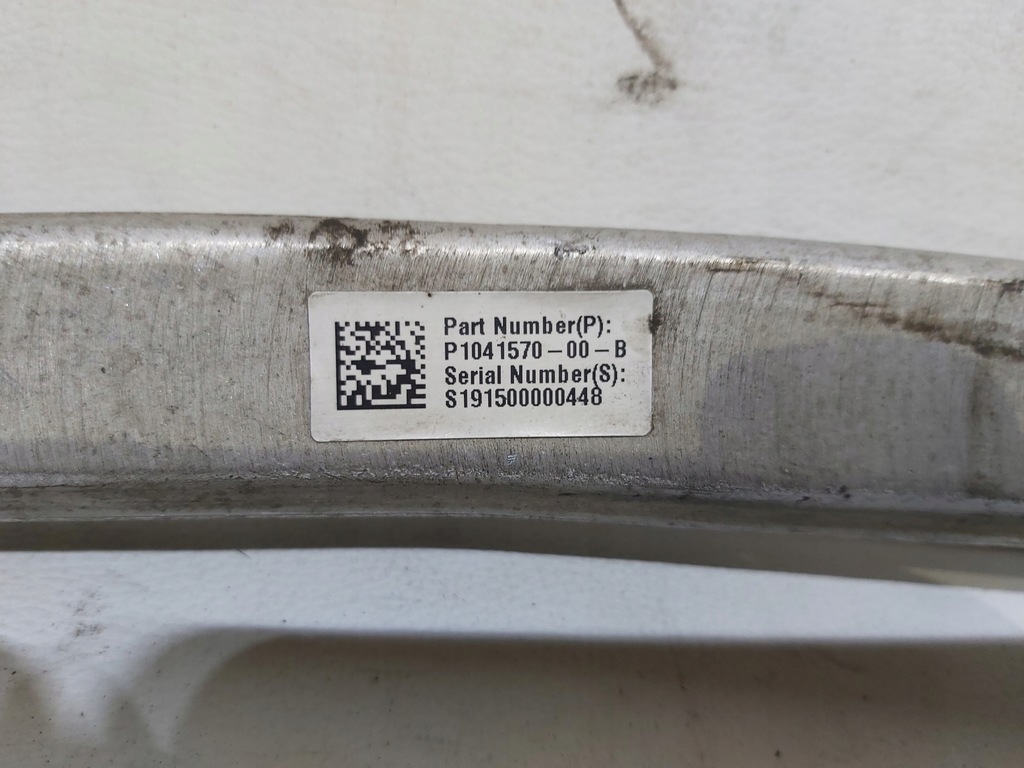 Part Number(P):
P1041570-00-B
Serial Number(S):
S191500000448